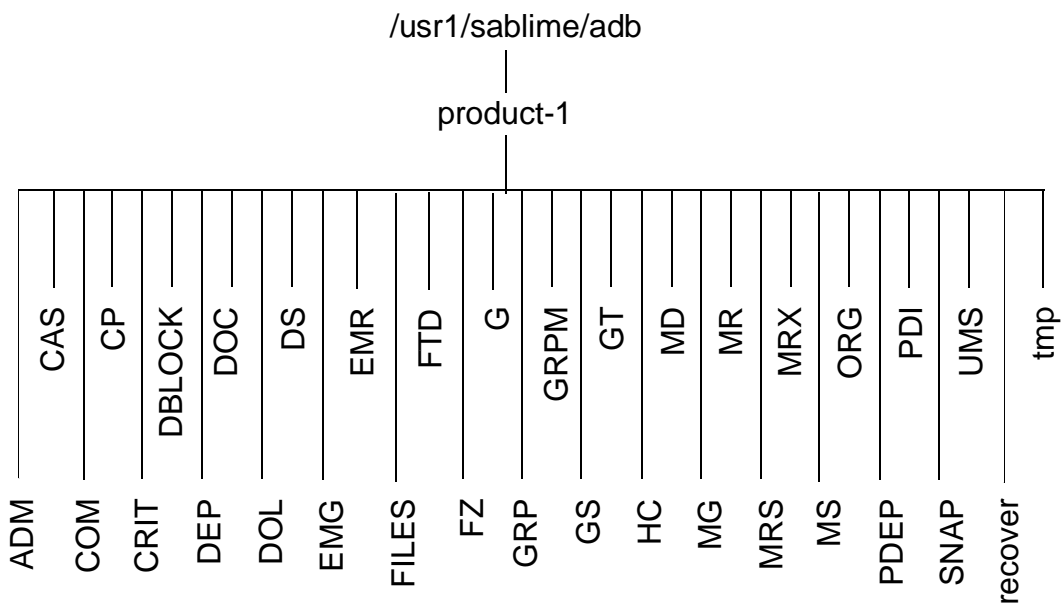 /usr1/sablime/adb
product-1
CAS
CP
DBLOCK
DOC
DS
EMR
FTD
G
GRPM
GT
MD
MR
MRX
ORG
PDI
UMS
tmp
ADM
COM
CRIT
DEP
DOL
EMG
FILES
FZ
GRP
GS
HC
MG
MRS
MS
PDEP
SNAP
recover